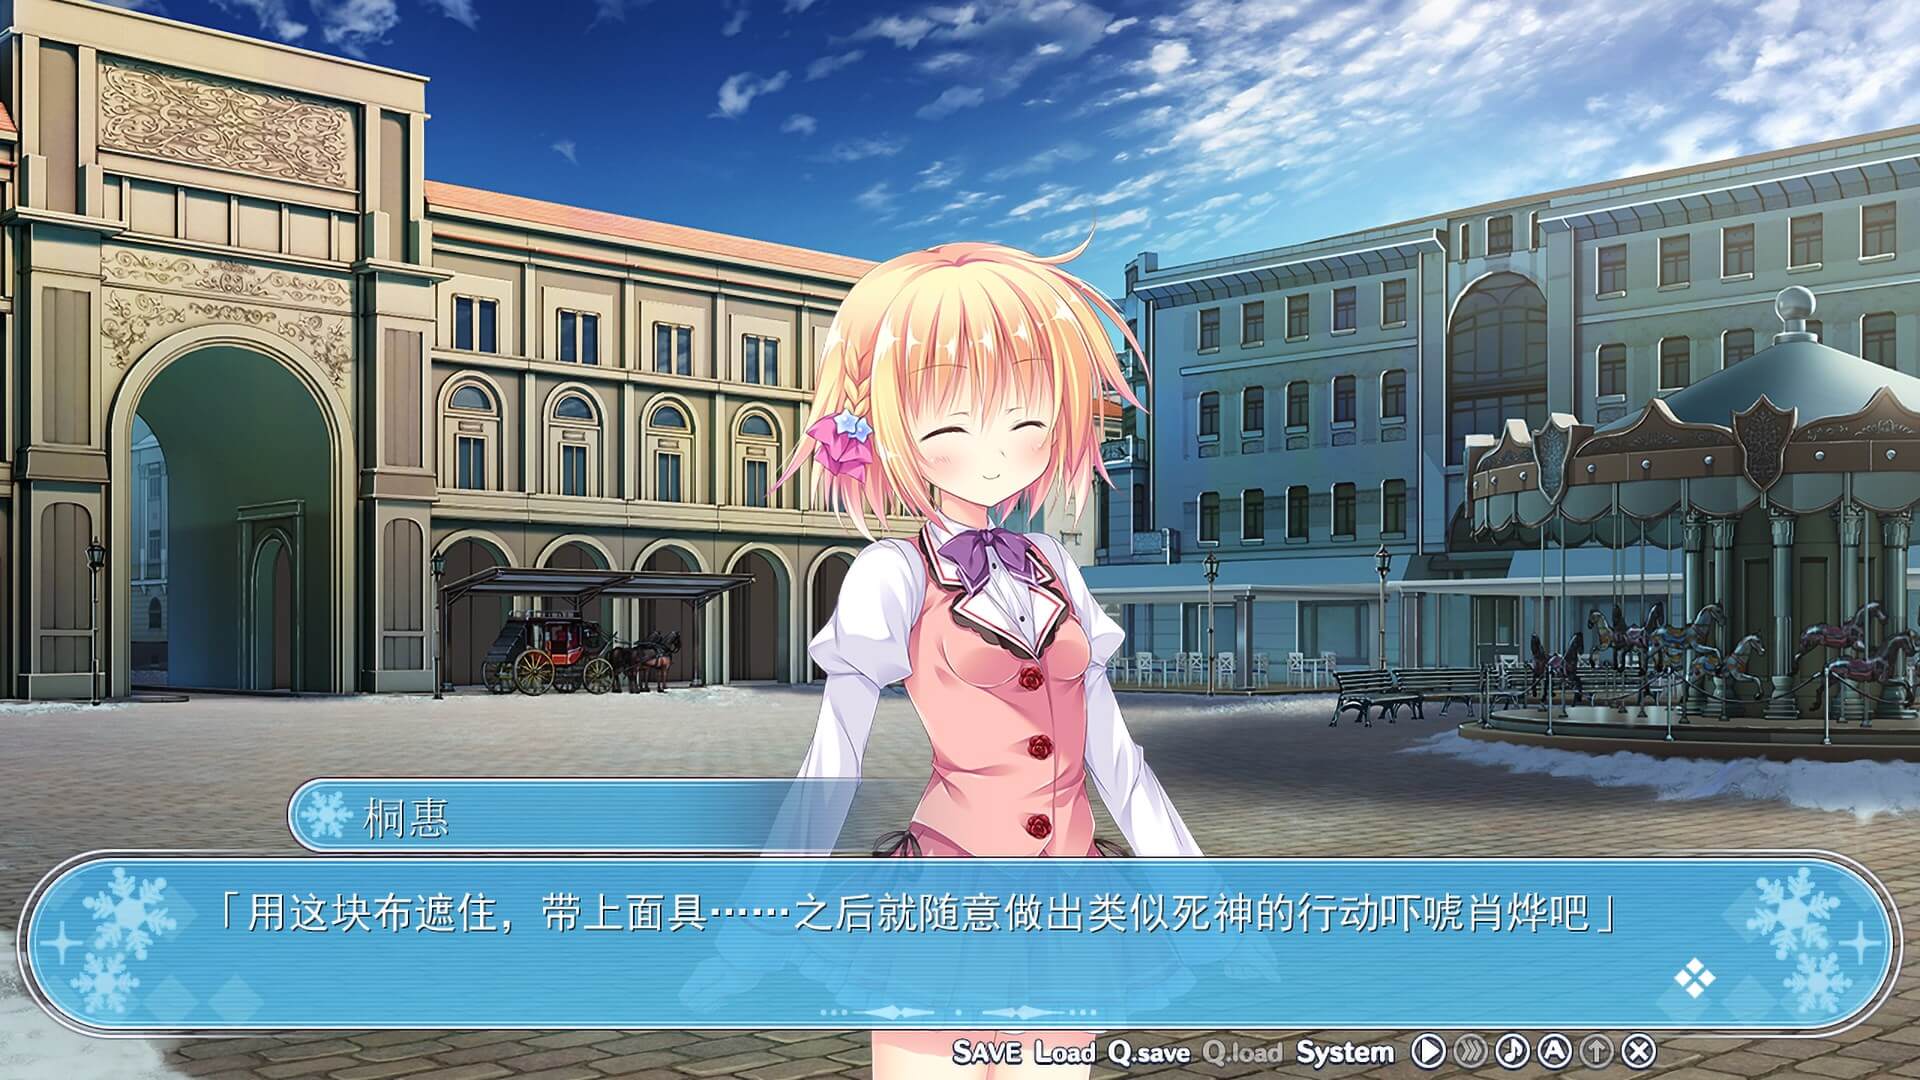 桐惠
「用这块布遮住，带上面具……之后就随意做出类似死神的行动吓唬肖烨吧」
SAVE Load Q.save Q.load System